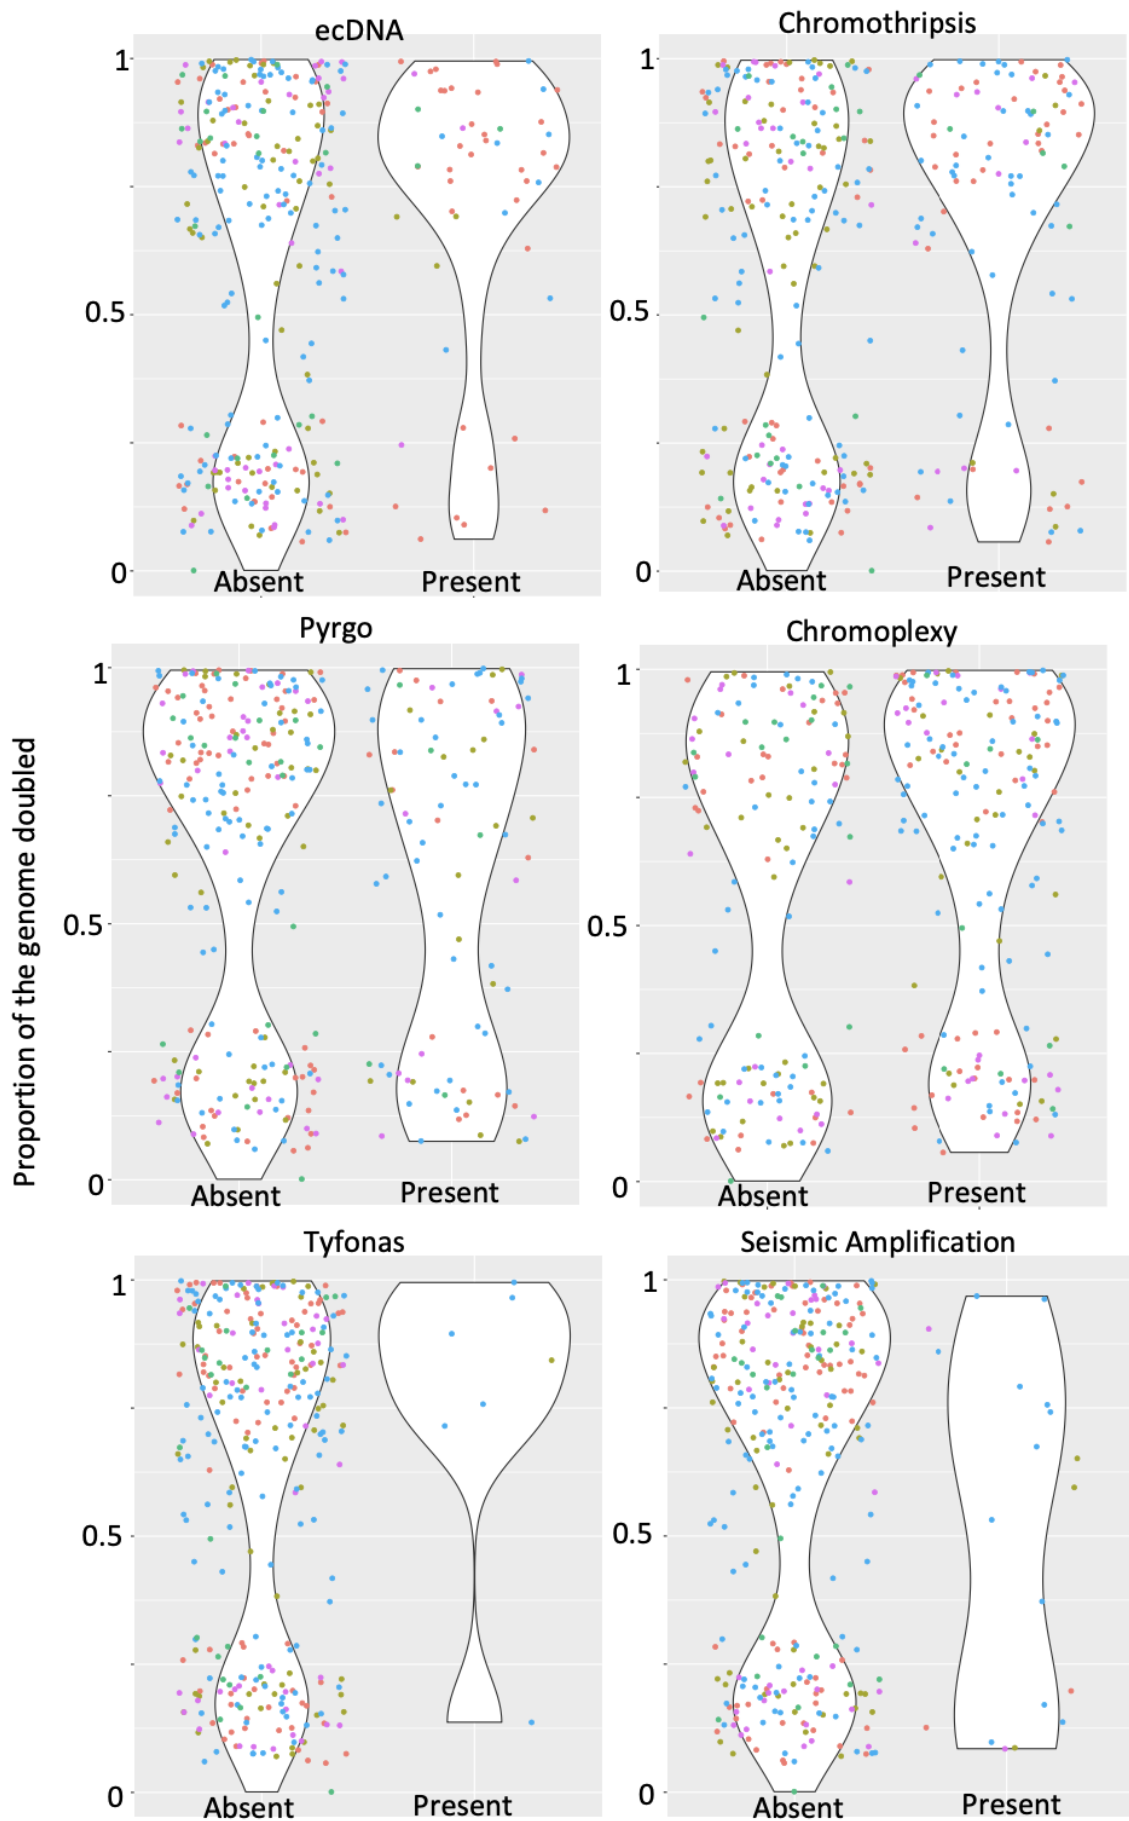 ecDNA
Chromothripsis
1
1
0.5
0.5
0
Absent
Present
0
Absent
Present
Pyrgo
Chromoplexy
1
1
0.5
0.5
0
Absent
Present
0
Absent
Present
Proportion of the genome doubled
Tyfonas
Seismic Amplification
1
1
0.5
0.5
0
Absent
Present
0
Absent
Present